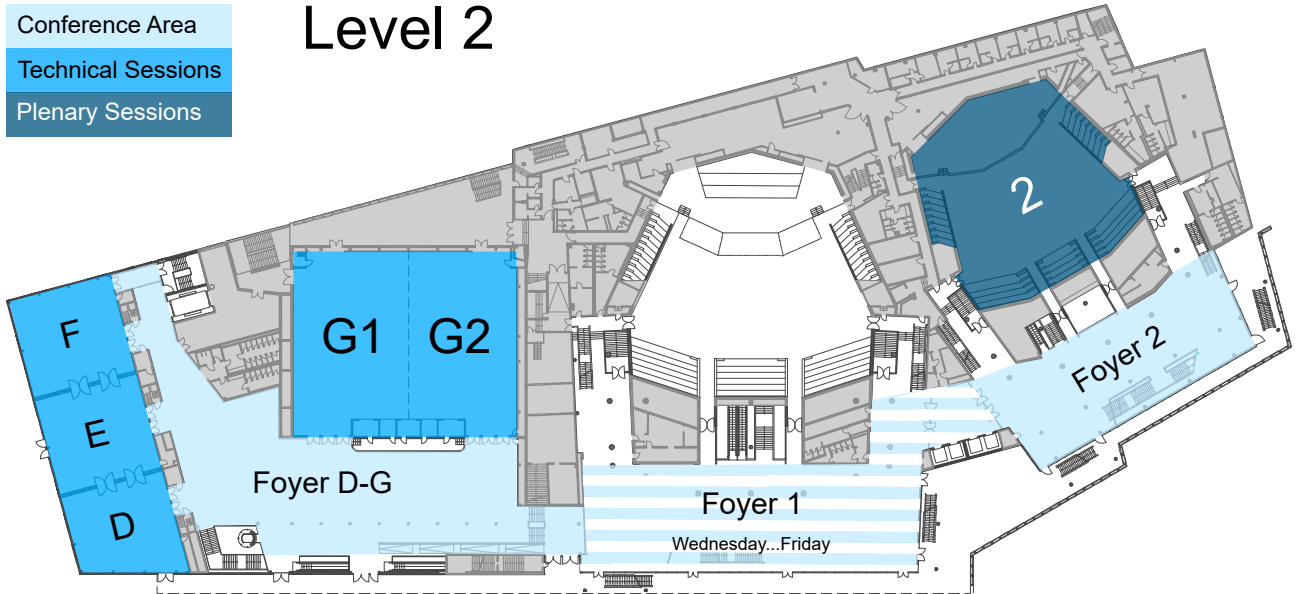 Level 2
Conference Area
Technical Sessions
Plenary Sessions
2
F
G1
G2
E
D
Foyer 2
Foyer D-G
Foyer 1
Wednesday...Friday